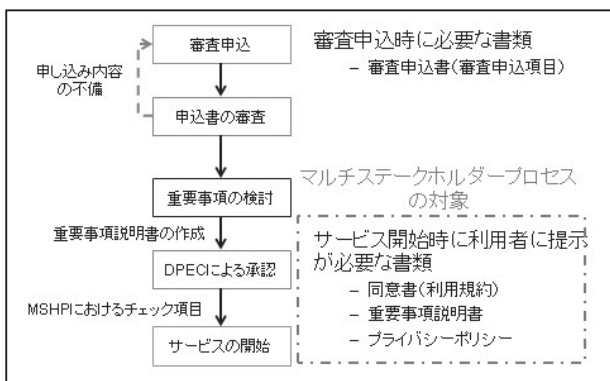 審査申込
申し込み内容
の不備
申込書の審査
重要事項の検討
重要事項説明書の作成
DPECIによる承認
MSHPIにおけるチェック項目
サービスの開始
審査申込時に必要な書類
– 審査申込書(審査申込項目)
マルチステークホルダープロセス
の対象
サービス開始時に利用者に提示
が必要な書類
– 同意書(利用規約)
– 重要事項説明書
– プライバシーポリシー